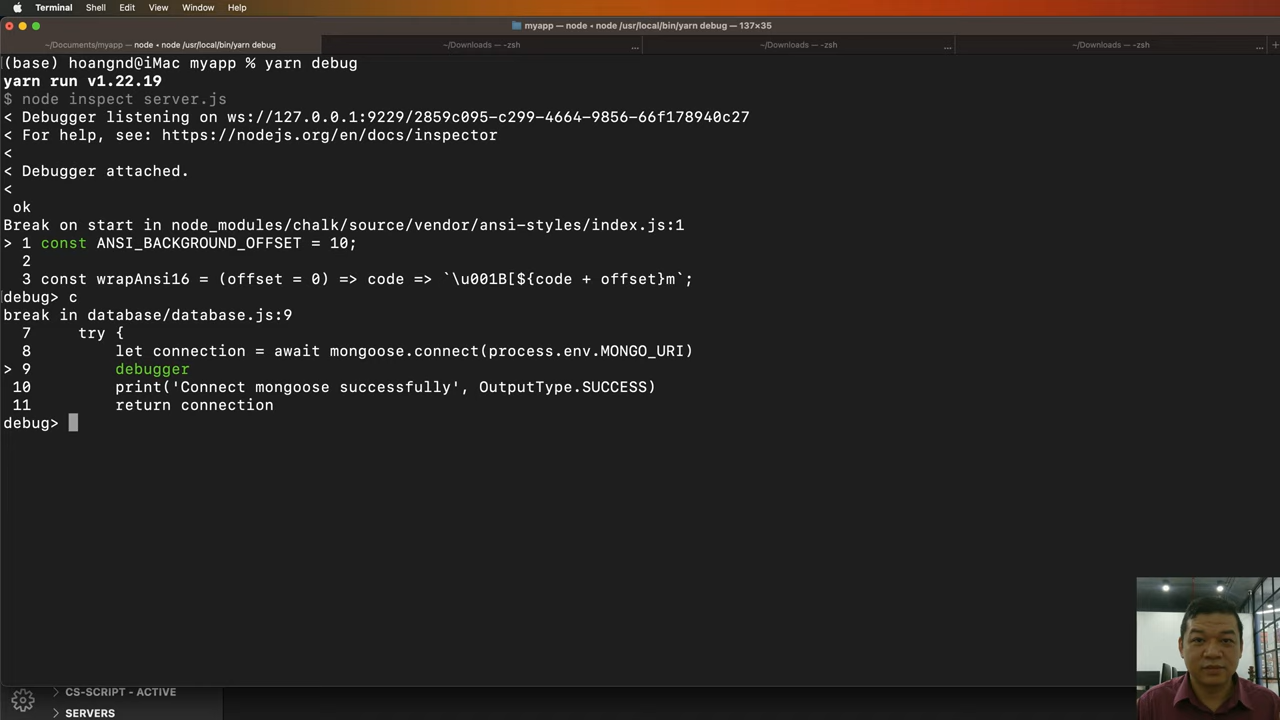 Terminal Shell Edit View Window Help
myapp — node • node /usr/local/bin/yarn debug — 137×35
~/Documents/myapp — node • node /usr/local/bin/yarn debug
~/Downloads — -zsh
...
~/Downloads — -zsh
...
~/Downloads — -zsh
...
+
(base) hoangnd@iMac myapp % yarn debug
yarn run v1.22.19
$ node inspect server.js
< Debugger listening on ws://127.0.0.1:9229/2859c095-c299-4664-9856-66f178940c27
< For help, see: https://nodejs.org/en/docs/inspector
<
< Debugger attached.
<
ok
Break on start in node_modules/chalk/source/vendor/ansi-styles/index.js:1
> 1 const ANSI_BACKGROUND_OFFSET = 10;
2
3 const wrapAnsi16 = (offset = 0) => code => `\u001B[${code + offset}m`;
debug> c
break in database/database.js:9
7 try {
8 let connection = await mongoose.connect(process.env.MONGO_URI)
> 9 debugger
10 print('Connect mongoose successfully', OutputType.SUCCESS)
11 return connection
debug>
CS-SCRIPT - ACTIVE
SERVERS